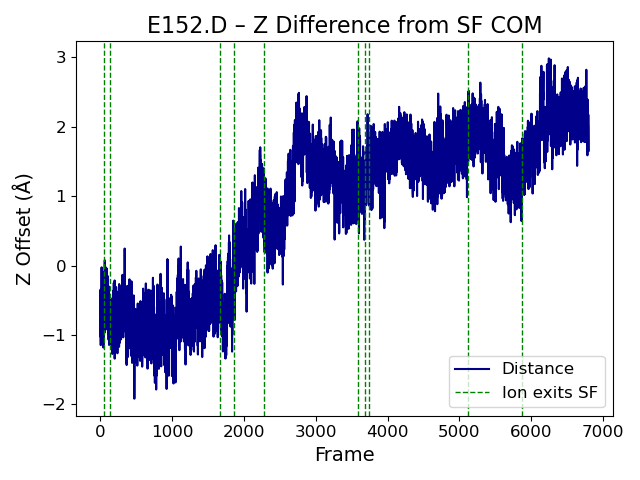 E152.D – Z Difference from SF COM
Z Offset (Å)
3
2
1
0
−1
−2
0 1000 2000 3000 4000 5000 6000 7000
Frame
Distance
Ion exits SF